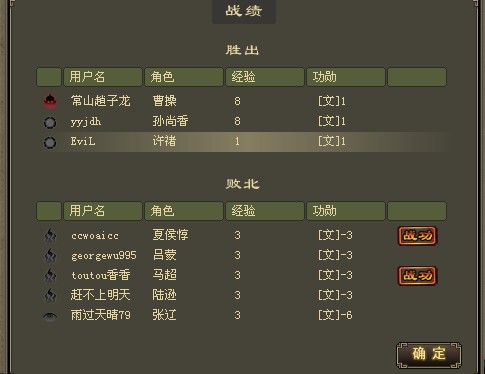 战绩
胜出
用户名 角色 经验 功勋
常山趙子龙 曹操 8 [文]1
yyjdh 孙尚香 8 [文]1
EviL 许褚 1 [文]1
败北
用户名 角色 经验 功勋
ccwoaicc 夏侯惇 3 [文]-3 战功
georgewu995 吕蒙 3 [文]-3
toutou香香 马超 3 [文]-3 战功
赶不上明天 陆逊 3 [文]-3
雨过天晴79 张辽 3 [文]-6
确定